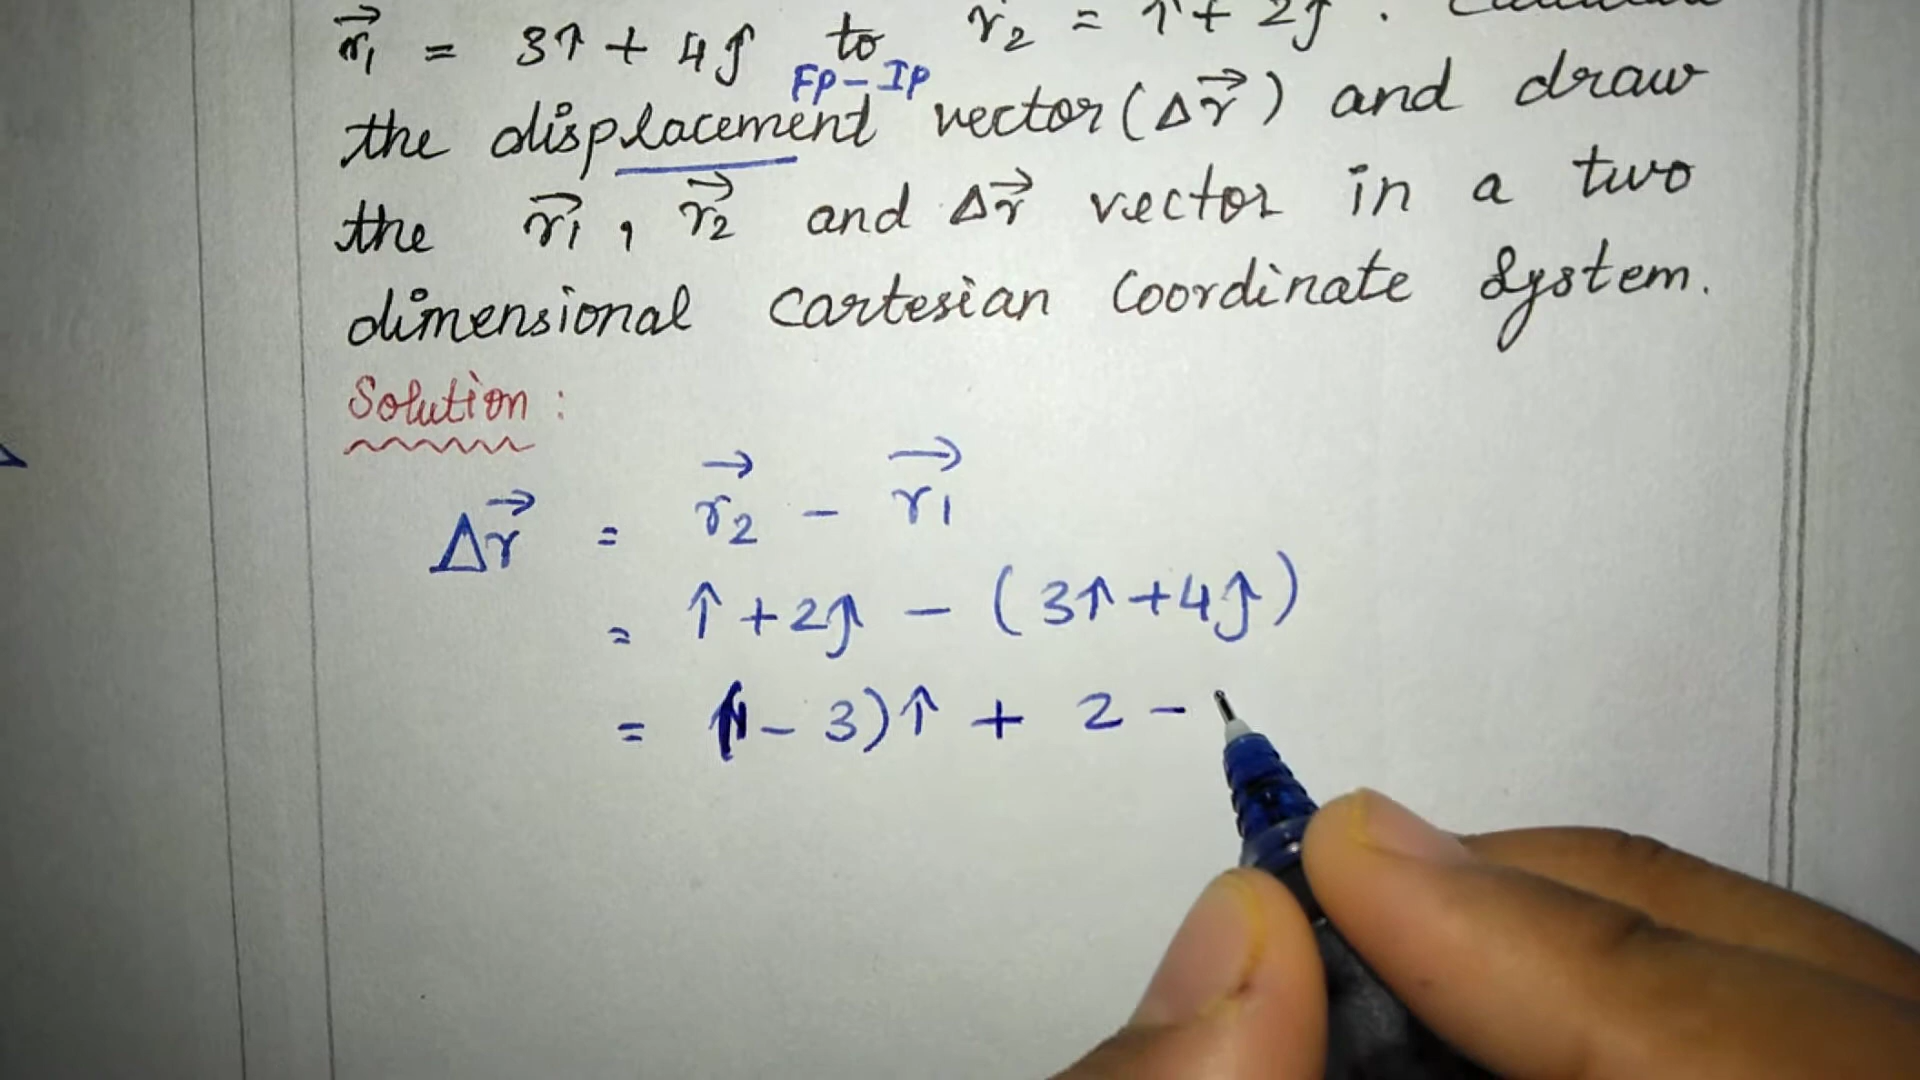 r⃗₁ = 3î + 4ĵ to r₂ = î + 2ĵ .
FP - IP
the displacement vector (Δr⃗) and draw
the r⃗₁ , r⃗₂ and Δr⃗ vector in a two
dimensional Cartesian Coordinate System.
Solution :
Δr⃗ = r⃗₂ - r⃗₁
= î + 2ĵ - (3î + 4ĵ)
= (1 - 3)î + 2 -